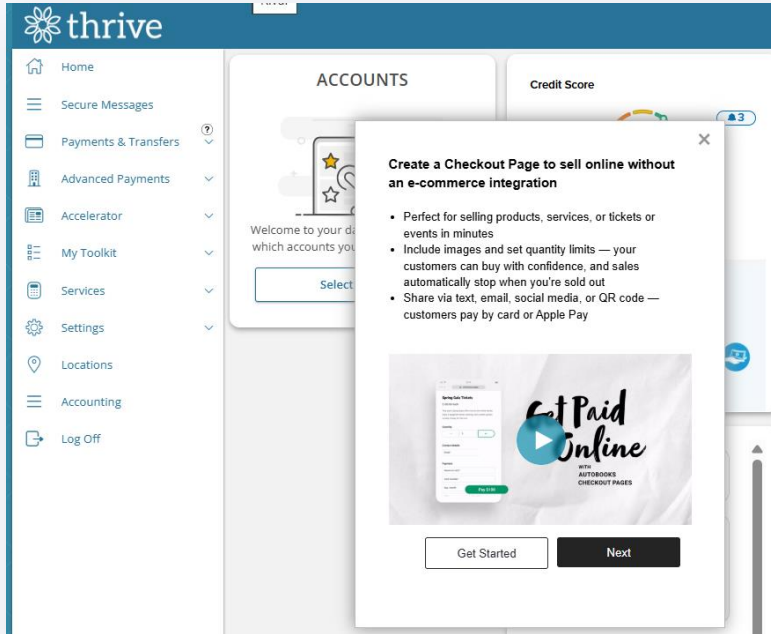 thrive
Home
Secure Messages
Payments & Transfers
?
Advanced Payments
Accelerator
My Toolkit
Services
Settings
Locations
Accounting
Log Off
ACCOUNTS
Welcome to your da
which accounts you
Select
Credit Score
3
×
Create a Checkout Page to sell online without
an e-commerce integration
• Perfect for selling products, services, or tickets or
events in minutes
• Include images and set quantity limits — your
customers can buy with confidence, and sales
automatically stop when you're sold out
• Share via text, email, social media, or QR code —
customers pay by card or Apple Pay
Spring Gala Tickets
Get Paid
Online
WITH
AUTOBOOKS
CHECKOUT PAGES
Get Started
Next